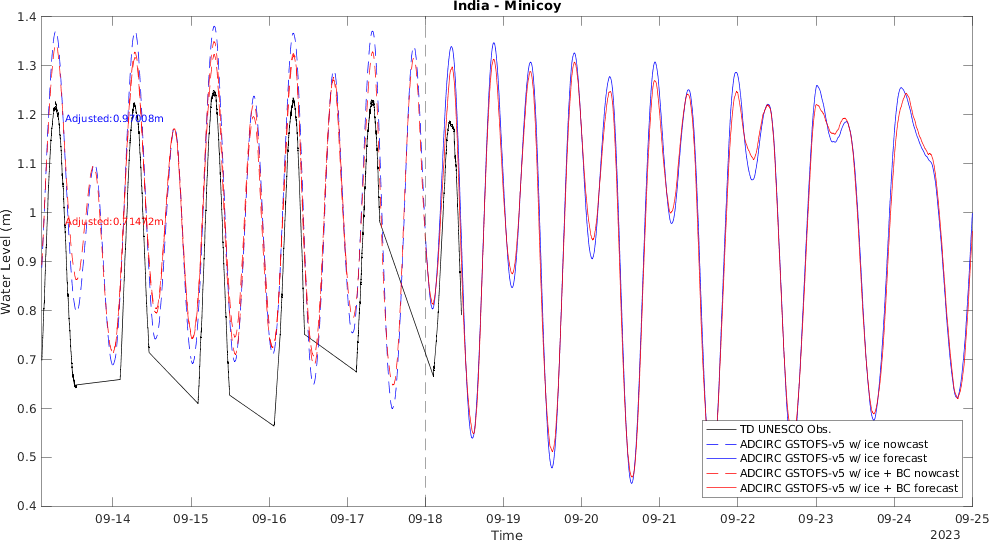 India - Minicoy
Water Level (m)
1.4
1.3
1.2
1.1
1
0.9
0.8
0.7
0.6
0.5
0.4
Adjusted:0.97008m
Adjusted:0.71472m
TD UNESCO Obs.
ADCIRC GSTOFS-v5 w/ ice nowcast
ADCIRC GSTOFS-v5 w/ ice forecast
ADCIRC GSTOFS-v5 w/ ice + BC nowcast
ADCIRC GSTOFS-v5 w/ ice + BC forecast
09-14 09-15 09-16 09-17 09-18 09-19 09-20 09-21 09-22 09-23 09-24 09-25
Time
2023